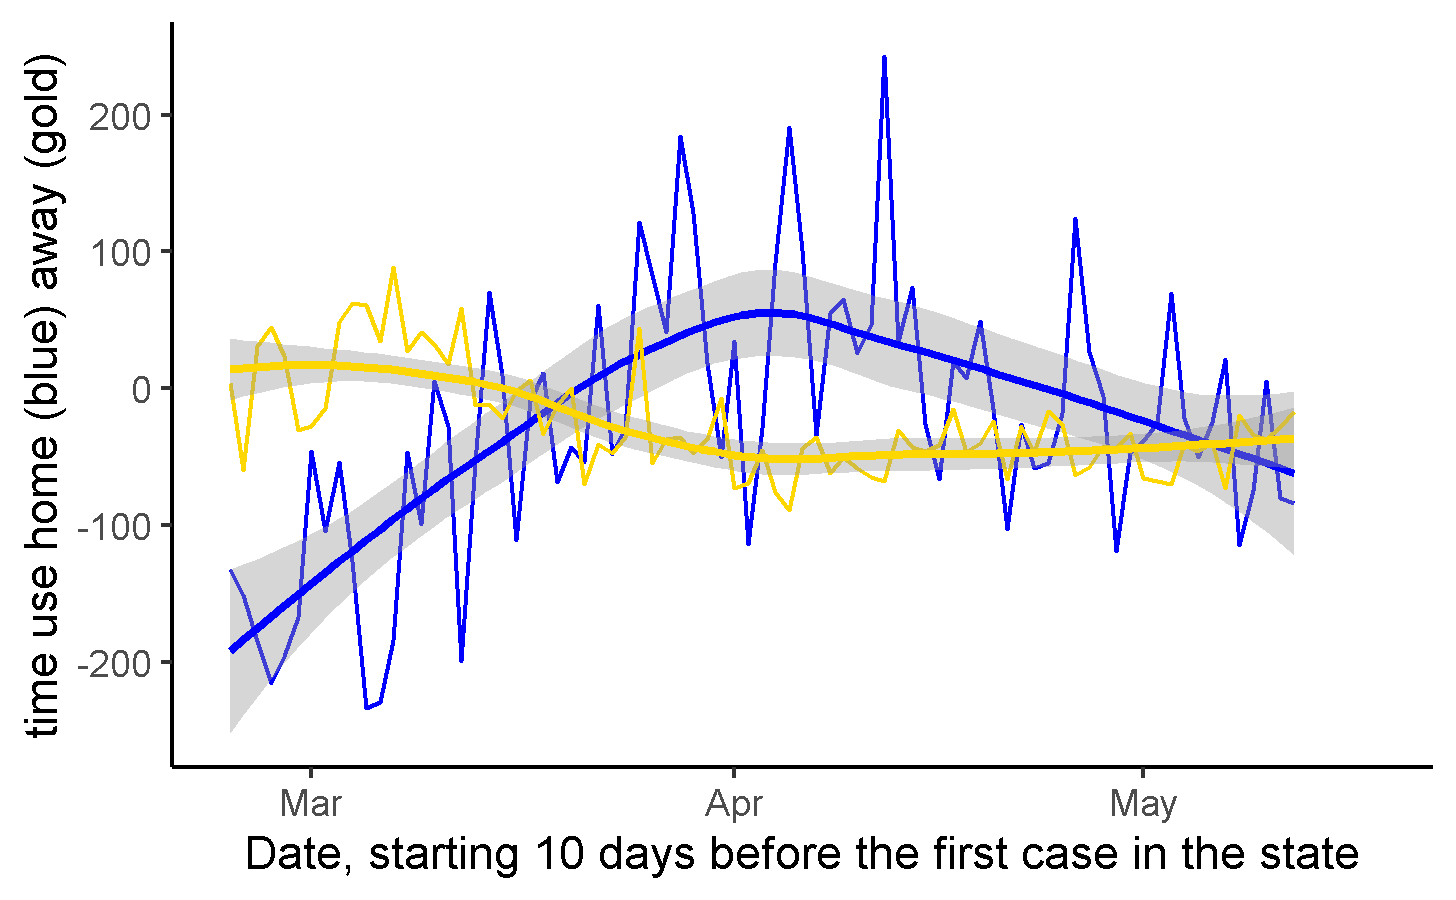 time use home (blue) away (gold)
200
100
0
-100
-200
Mar Apr May
Date, starting 10 days before the first case in the state